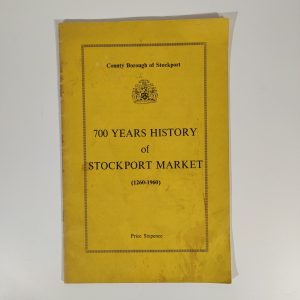 County Borough of Stockport
700 YEARS HISTORY
of
STOCKPORT MARKET
(1260-1960)
Price Sixpence